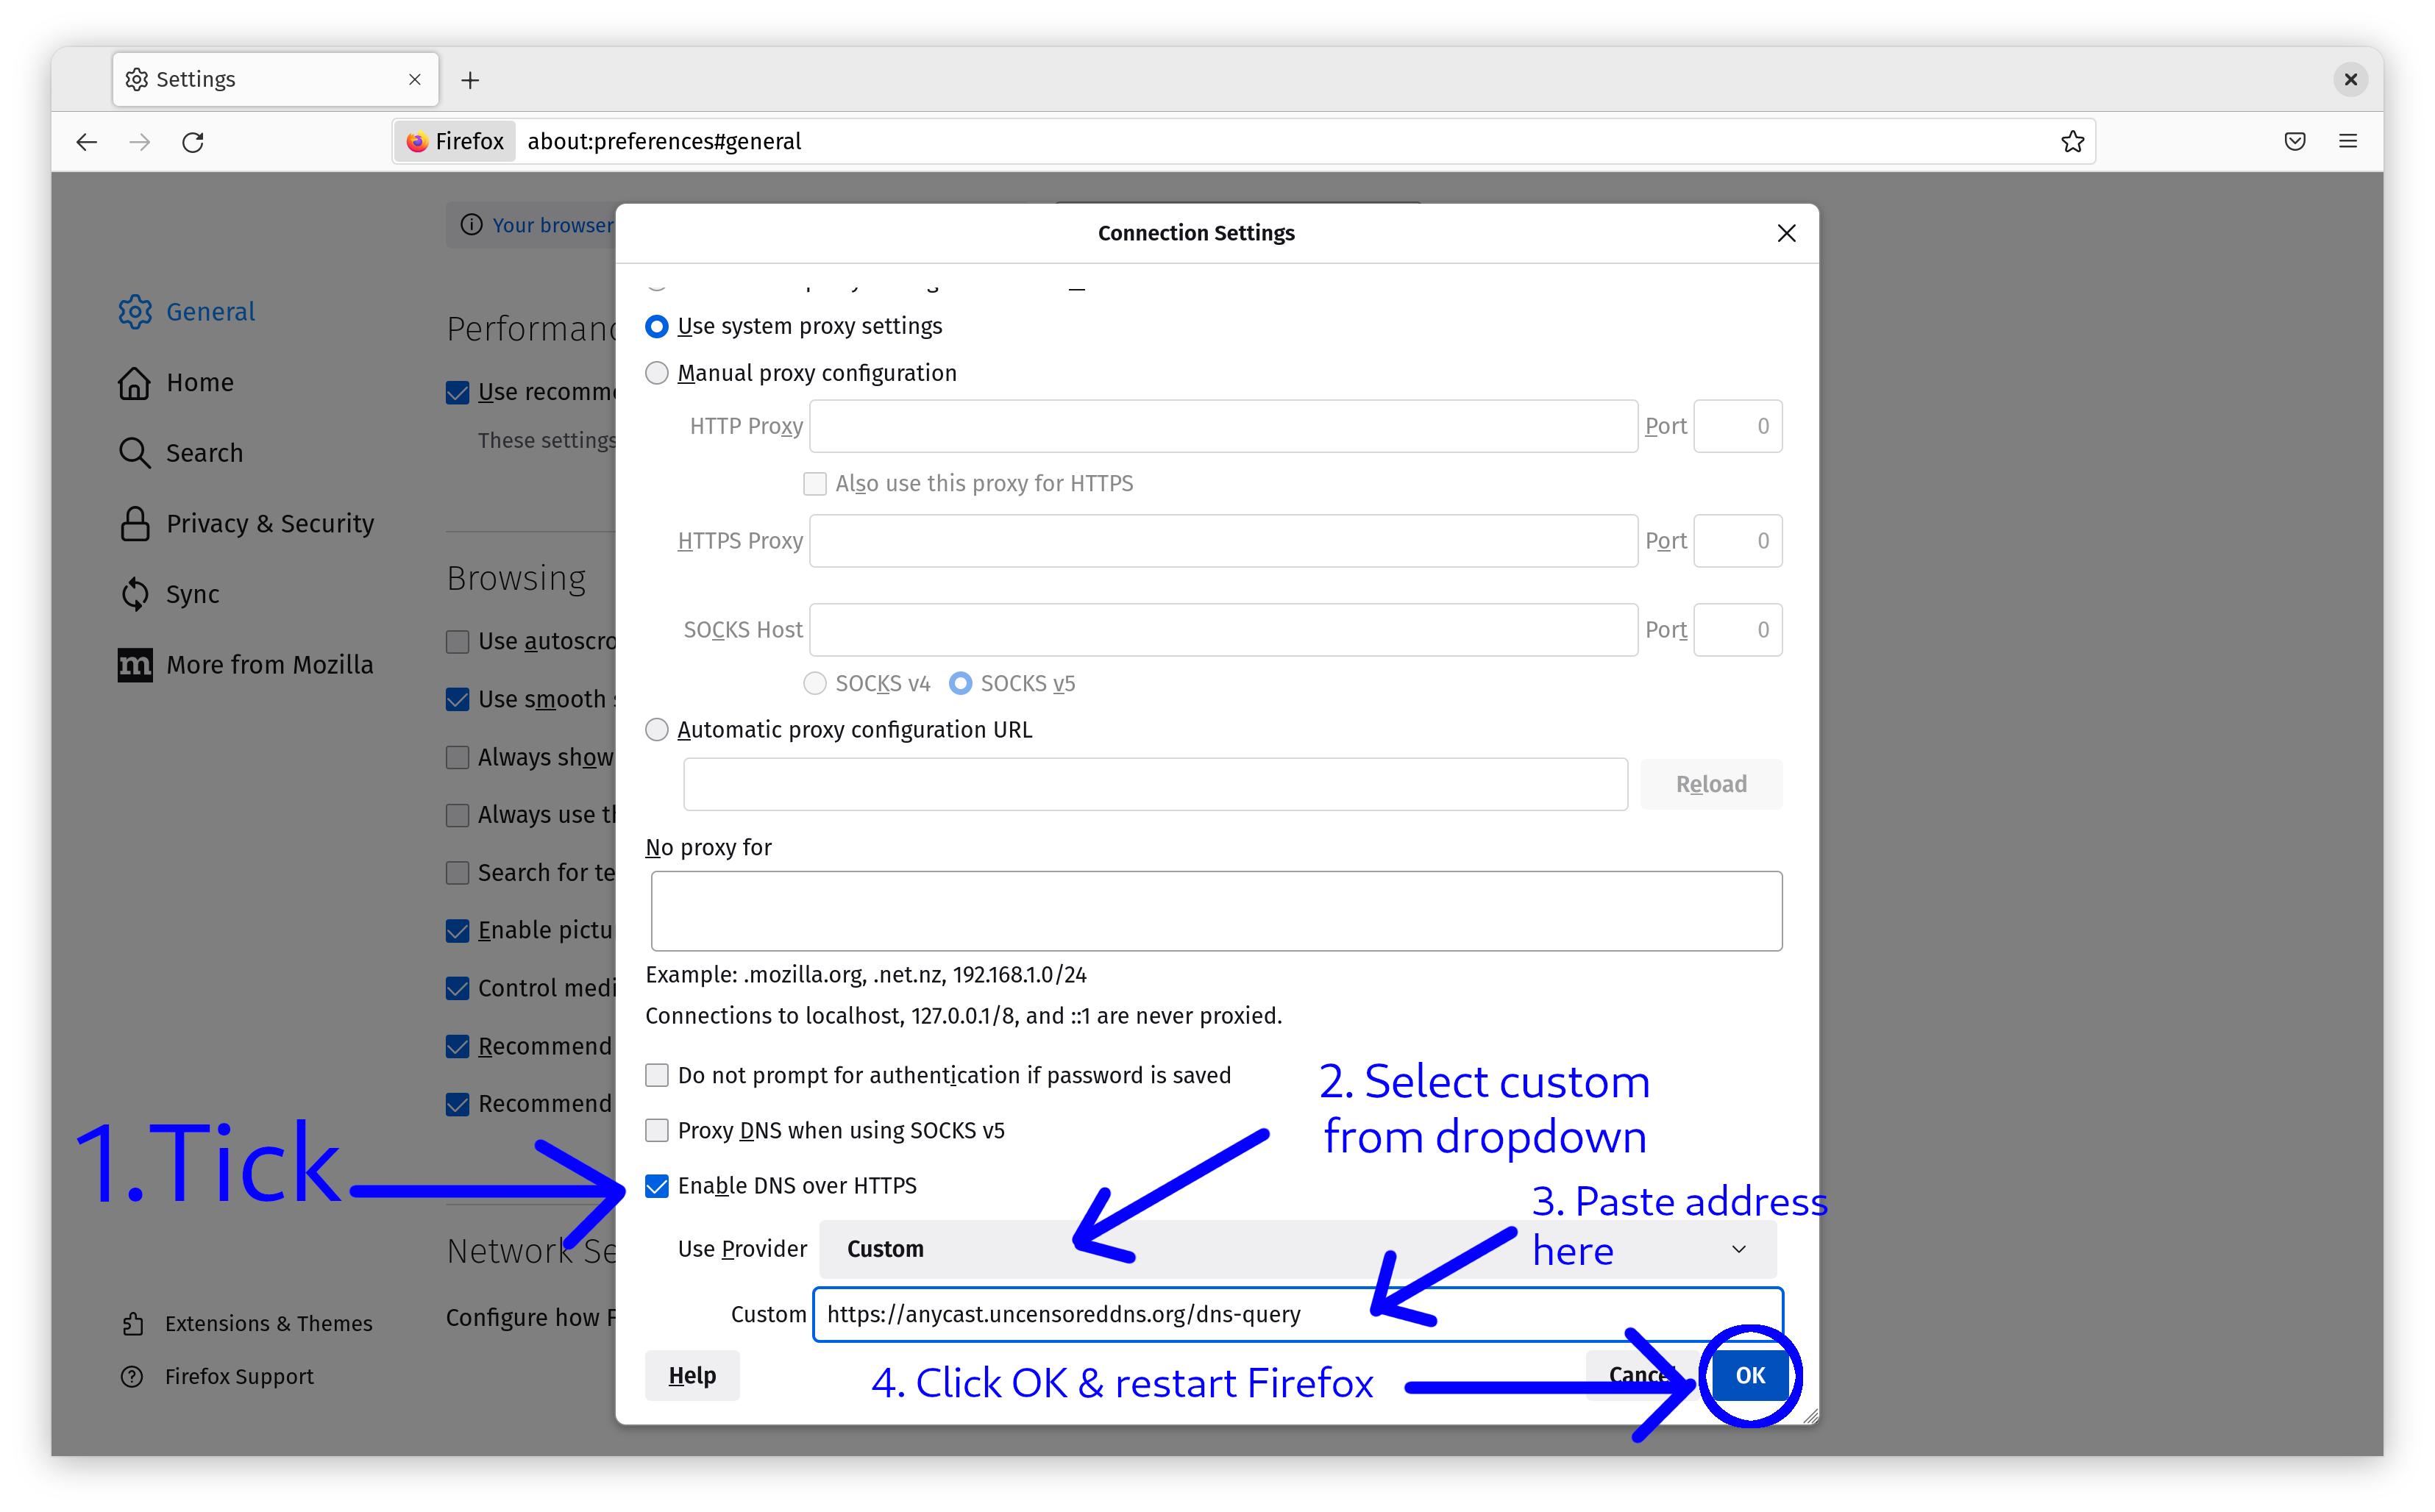 Settings
Firefox about:preferences#general
Your browser
Connection Settings
General
Home
Search
Privacy & Security
Sync
m More from Mozilla
Extensions & Themes
Firefox Support
Performanc
Use recomme
These settings
Browsing
Use autoscro
Use smooth s
Always show
Always use th
Search for te
Enable pictu
Control medi
Recommend
Recommend
Network Se
Configure how F
Use system proxy settings
Manual proxy configuration
HTTP Proxy Port 0
Also use this proxy for HTTPS
HTTPS Proxy Port 0
SOCKS Host Port 0
SOCKS v4 SOCKS v5
Automatic proxy configuration URL
Reload
No proxy for
Example: .mozilla.org, .net.nz, 192.168.1.0/24
Connections to localhost, 127.0.0.1/8, and ::1 are never proxied.
Do not prompt for authentication if password is saved
Proxy DNS when using SOCKS v5
Enable DNS over HTTPS
Use Provider Custom
Custom https://anycast.uncensoreddns.org/dns-query
Help Cancel OK
1.Tick
2. Select custom
from dropdown
3. Paste address
here
4. Click OK & restart Firefox